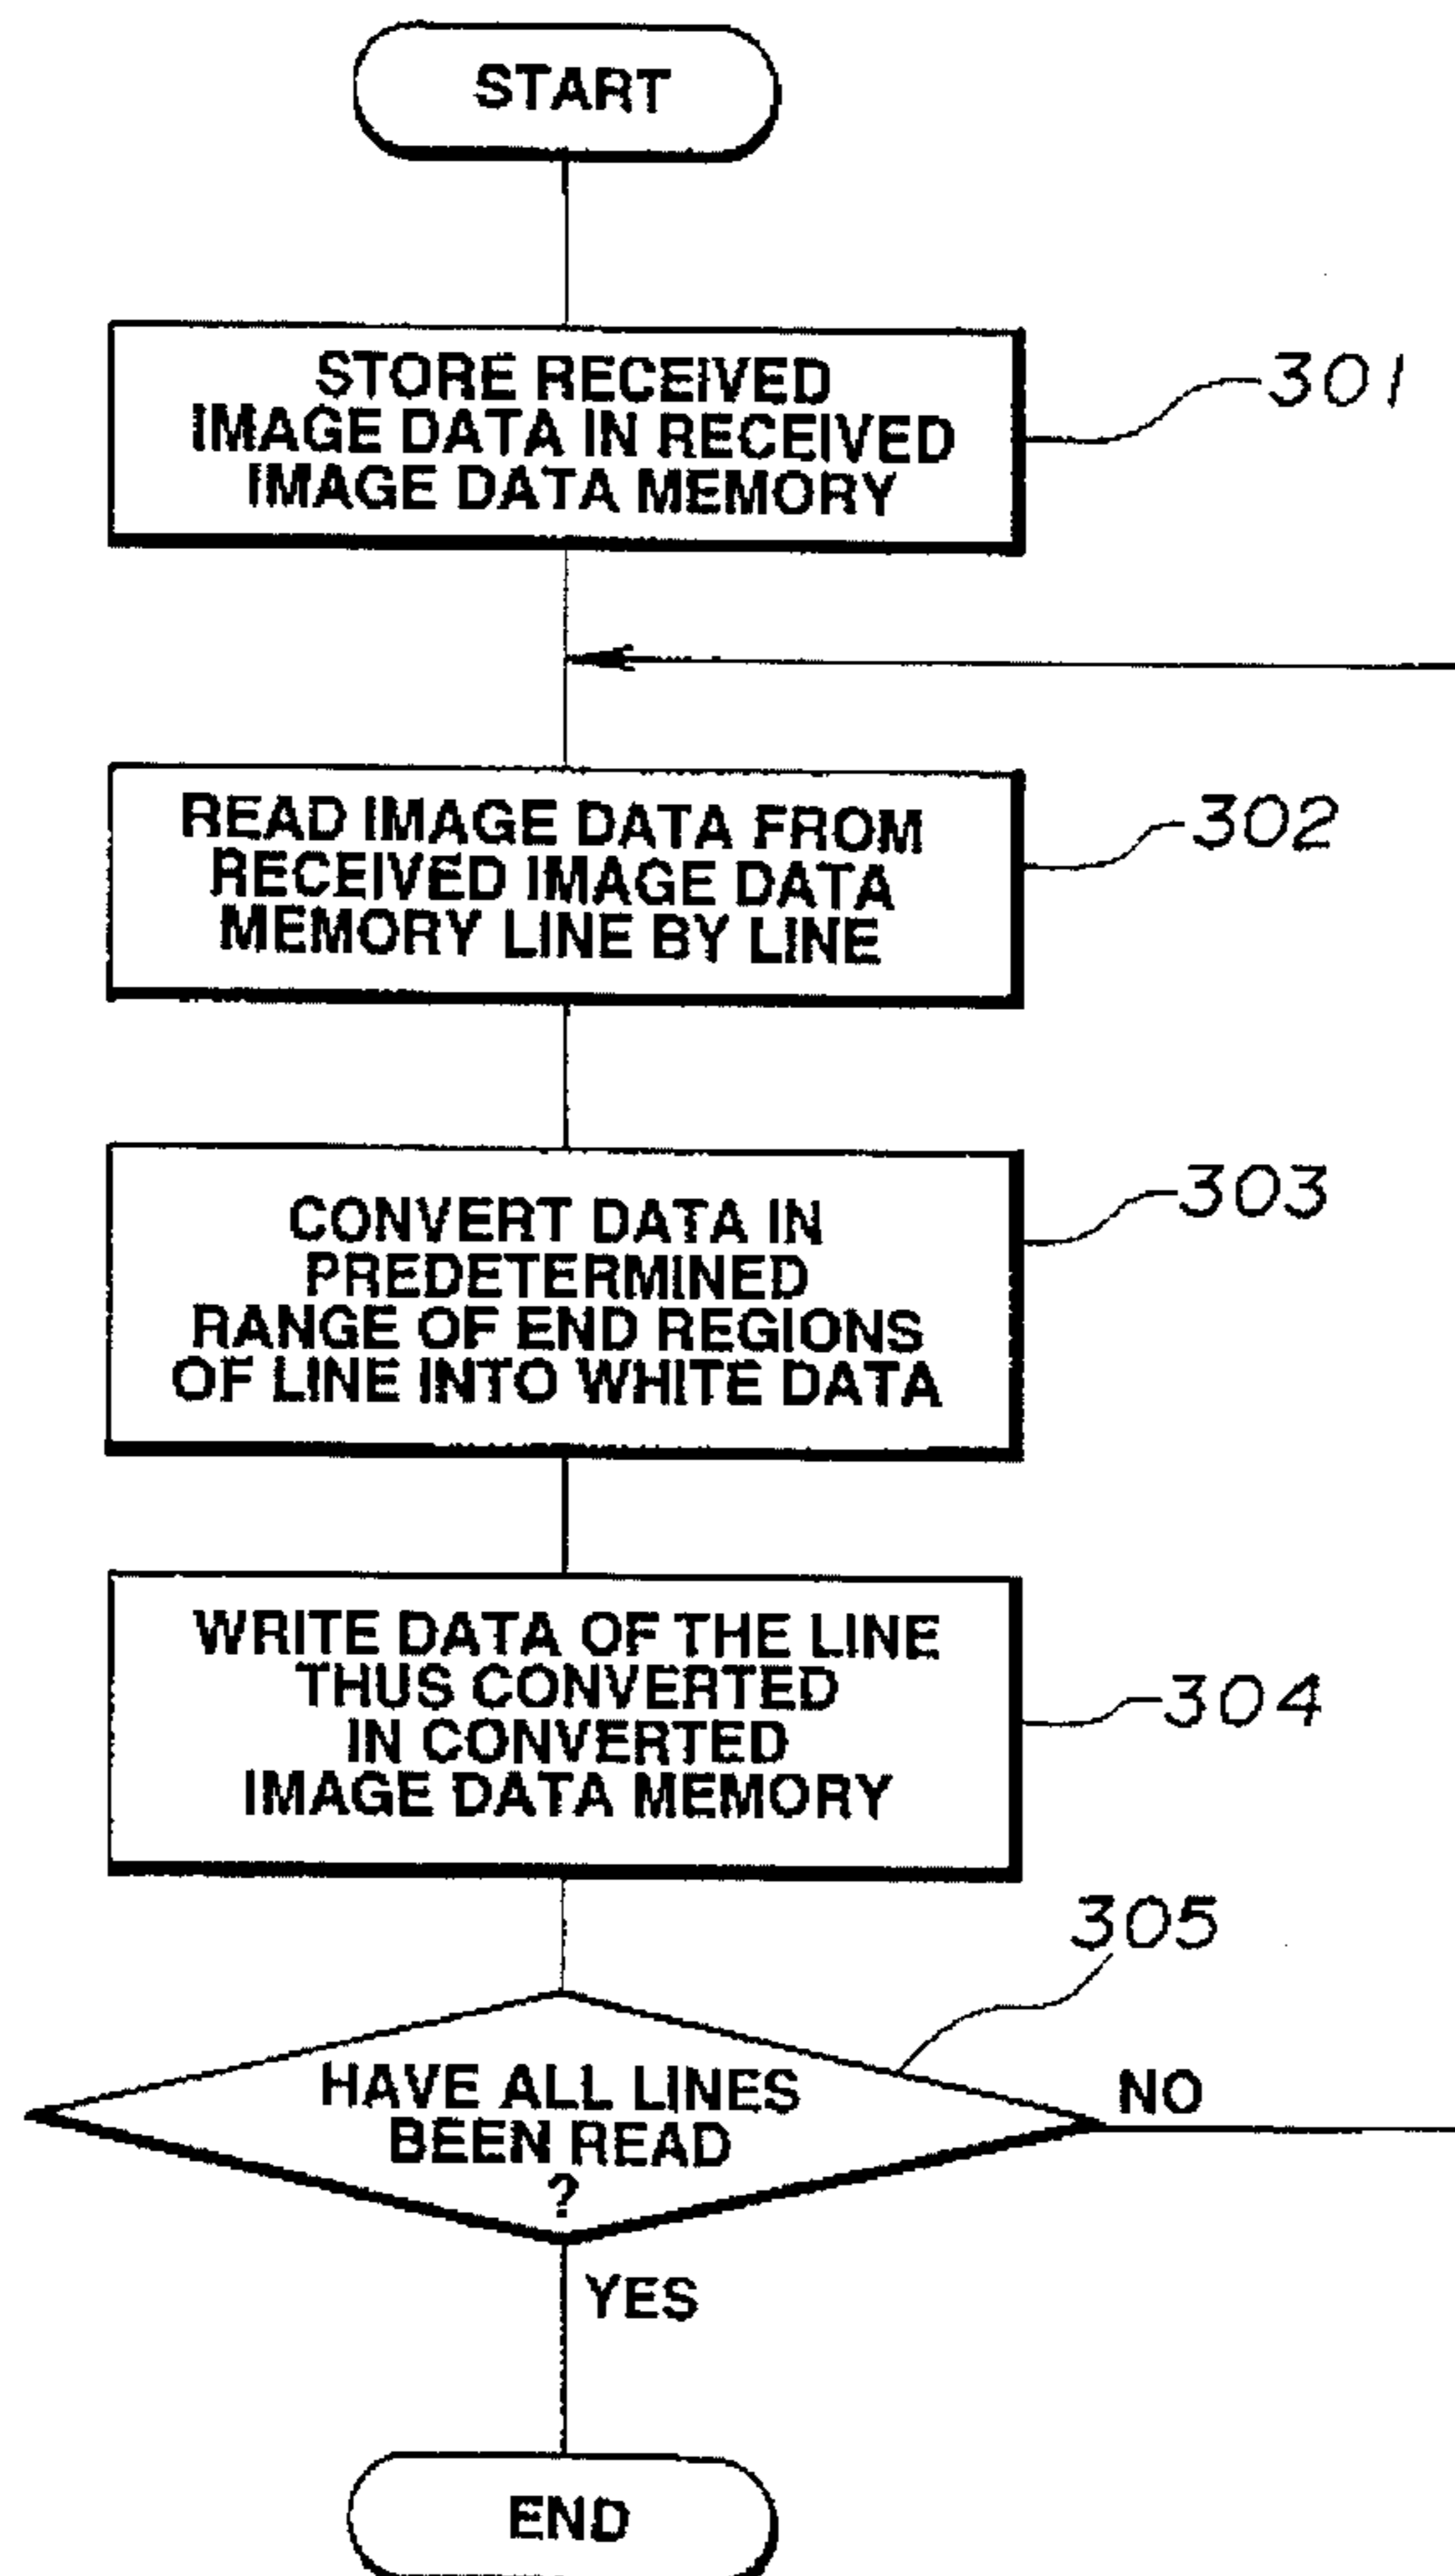 START
STORE RECEIVED
IMAGE DATA IN RECEIVED
IMAGE DATA MEMORY
301
READ IMAGE DATA FROM
RECEIVED IMAGE DATA
MEMORY LINE BY LINE
302
CONVERT DATA IN
PREDETERMINED
RANGE OF END REGIONS
OF LINE INTO WHITE DATA
303
WRITE DATA OF THE LINE
THUS CONVERTED
IN CONVERTED
IMAGE DATA MEMORY
304
305
HAVE ALL LINES
BEEN READ
?
NO
YES
END